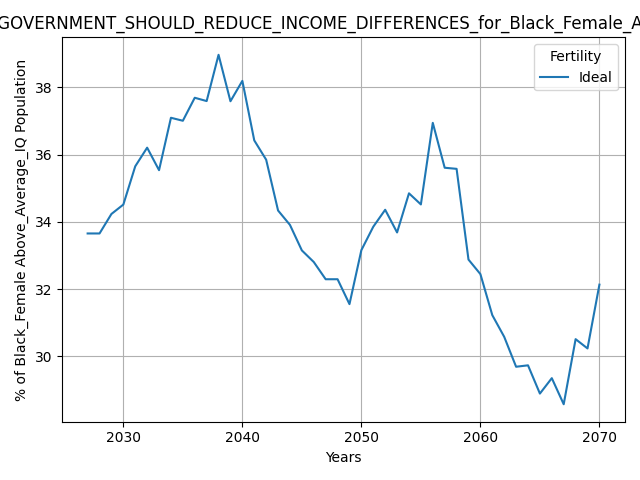 GOVERNMENT_SHOULD_REDUCE_INCOME_DIFFERENCES_for_Black_Female_A
% of Black_Female Above_Average_IQ Population
38
36
34
32
30
Fertility
Ideal
2030 2040 2050 2060 2070
Years